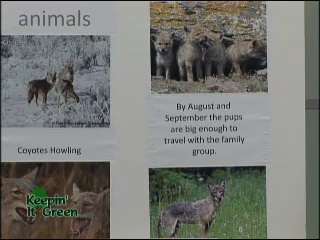 animals
Coyotes Howling
By August and
September the pups
are big enough to
travel with the family
group.
Keepin'
It Green